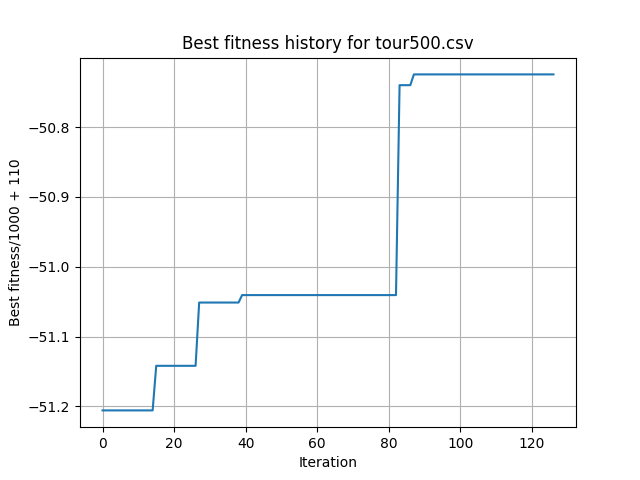 Best fitness history for tour500.csv
Best fitness/1000 + 110
−50.8
−50.9
−51.0
−51.1
−51.2
0 20 40 60 80 100 120
Iteration